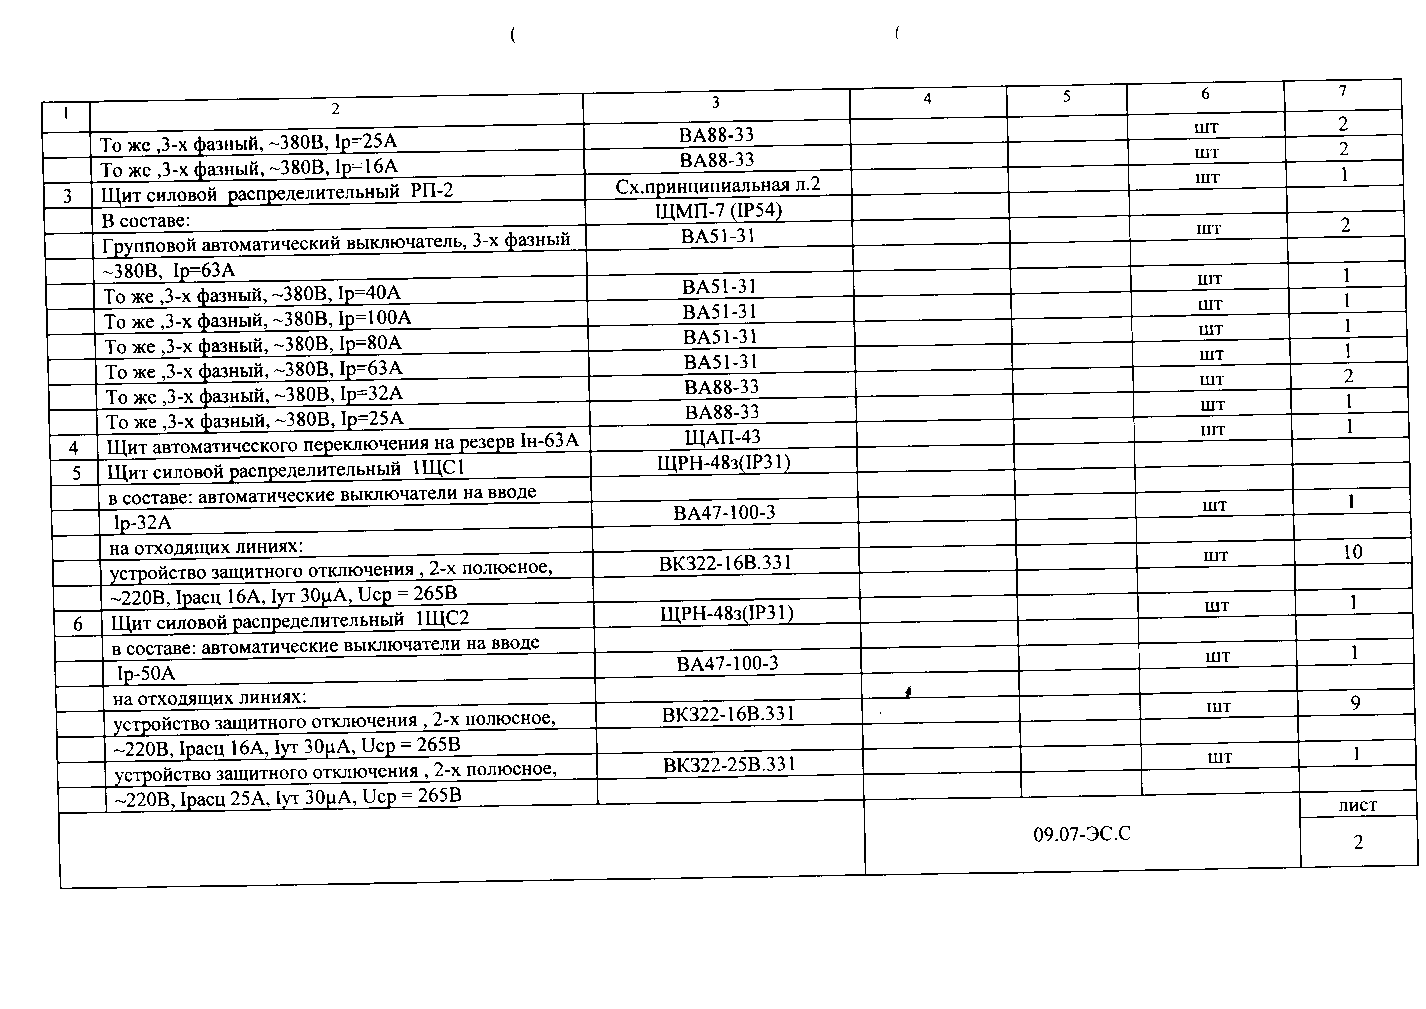 1 2 3 4 5 6 7
То же ,3-х фазный, ~380В, Iр=25А ВА88-33 шт 2
То же ,3-х фазный, ~380В, Iр=16А ВА88-33 шт 2
3 Щит силовой распределительный РП-2 Сх.принципиальная л.2 шт 1
В составе: ЩМП-7 (IP54)
Групповой автоматический выключатель, 3-х фазный ВА51-31 шт 2
~380В, Iр=63А
То же ,3-х фазный, ~380В, Iр=40А ВА51-31 шт 1
То же ,3-х фазный, ~380В, Iр=100А ВА51-31 шт 1
То же ,3-х фазный, ~380В, Iр=80А ВА51-31 шт 1
То же ,3-х фазный, ~380В, Iр=63А ВА51-31 шт 1
То же ,3-х фазный, ~380В, Iр=32А ВА88-33 шт 2
То же ,3-х фазный, ~380В, Iр=25А ВА88-33 шт 1
4 Щит автоматического переключения на резерв Iн-63А ЩАП-43 шт 1
5 Щит силовой распределительный 1ЩС1 ЩРН-48з(IP31)
в составе: автоматические выключатели на вводе
Iр-32А ВА47-100-3 шт 1
на отходящих линиях:
устройство защитного отключения , 2-х полюсное, ВКЗ22-16В.331 шт 10
~220В, Iрасц 16А, Iут 30μА, Uср = 265В
6 Щит силовой распределительный 1ЩС2 ЩРН-48з(IP31) шт 1
в составе: автоматические выключатели на вводе
Iр-50А ВА47-100-3 шт 1
на отходящих линиях:
устройство защитного отключения , 2-х полюсное, ВКЗ22-16В.331 шт 9
~220В, Iрасц 16А, Iут 30μА, Uср = 265В
устройство защитного отключения , 2-х полюсное, ВКЗ22-25В.331 шт 1
~220В, Iрасц 25А, Iут 30μА, Uср = 265В
лист
09.07-ЭС.С
2